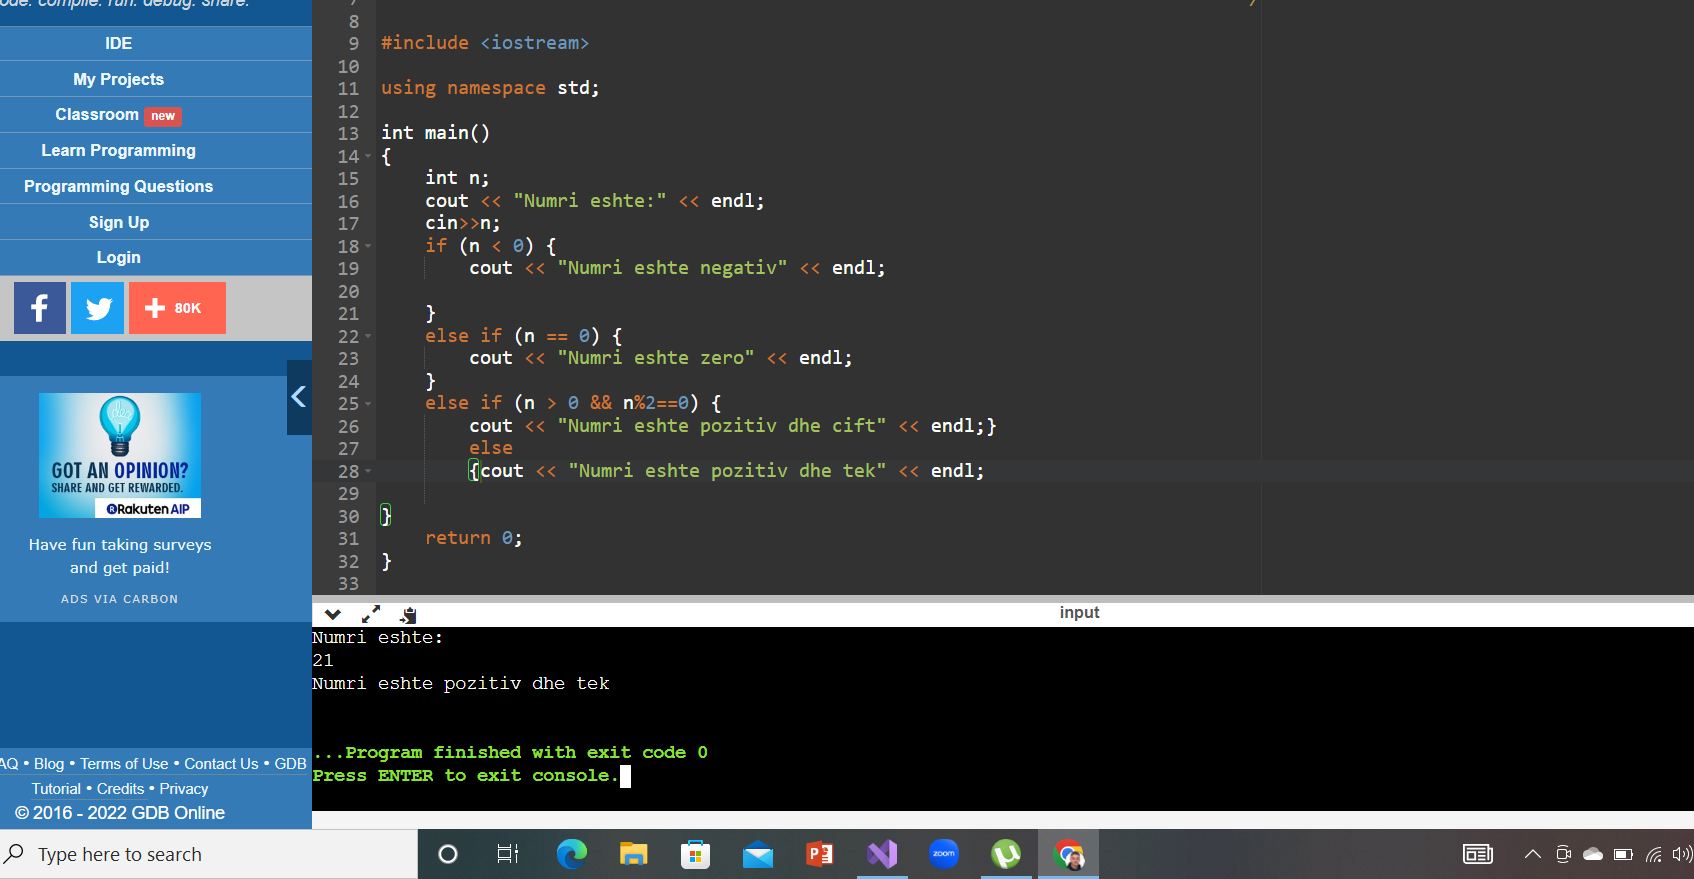 code. compile. run. debug. share.
IDE
My Projects
Classroom new
Learn Programming
Programming Questions
Sign Up
Login
80K
GOT AN OPINION?
SHARE AND GET REWARDED.
Rakuten AIP
Have fun taking surveys
and get paid!
ADS VIA CARBON
AQ • Blog • Terms of Use • Contact Us • GDB
Tutorial • Credits • Privacy
© 2016 - 2022 GDB Online
7 /
8
9 #include <iostream>
10
11 using namespace std;
12
13 int main()
14 {
15 int n;
16 cout << "Numri eshte:" << endl;
17 cin>>n;
18 if (n < 0) {
19 cout << "Numri eshte negativ" << endl;
20
21 }
22 else if (n == 0) {
23 cout << "Numri eshte zero" << endl;
24 }
25 else if (n > 0 && n%2==0) {
26 cout << "Numri eshte pozitiv dhe cift" << endl;}
27 else
28 {cout << "Numri eshte pozitiv dhe tek" << endl;
29
30 }
31 return 0;
32 }
33
input
Numri eshte:
21
Numri eshte pozitiv dhe tek
...Program finished with exit code 0
Press ENTER to exit console.
Type here to search
zoom